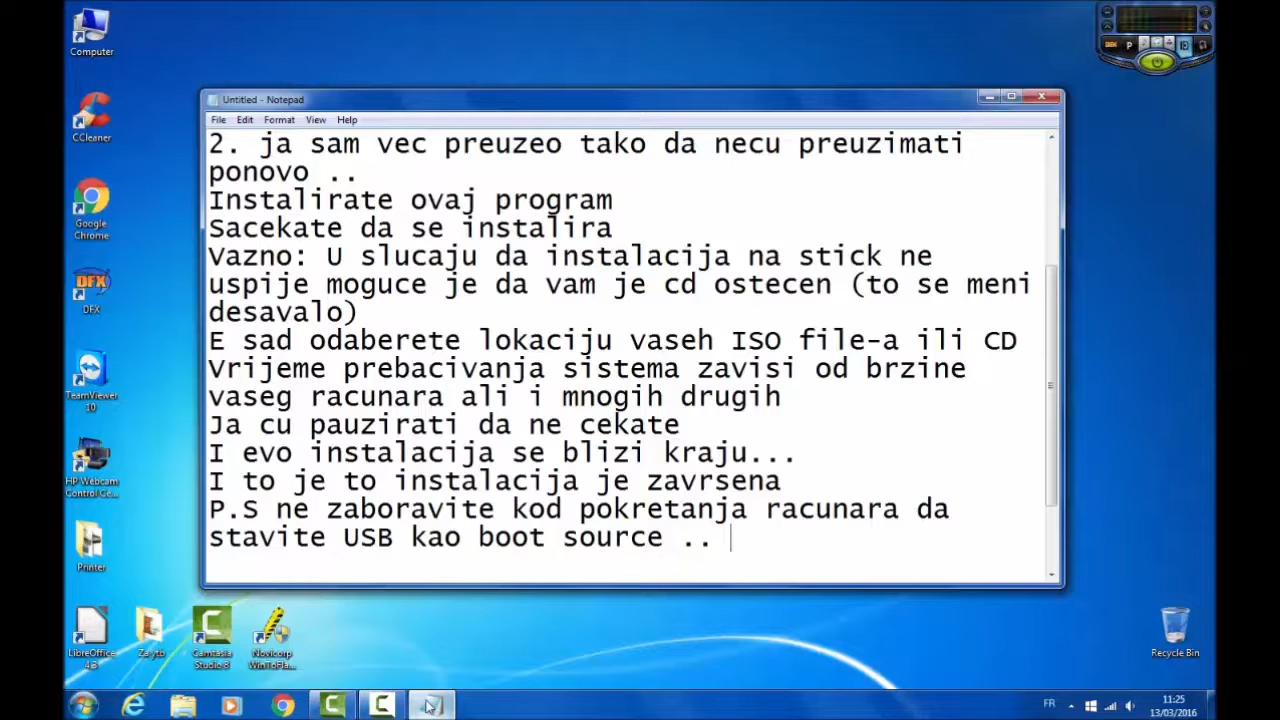 Computer
CCleaner
Google
Chrome
DFX
DFX
TeamViewer
10
HP Webcam
Control Ce...
Printer
LibreOffice
4.3
Za yto
Camtasia
Studio 8
Novicorp
WinToFla...
Recycle Bin
Untitled - Notepad
File Edit Format View Help
2. ja sam vec preuzeo tako da necu preuzimati
ponovo ..
Instalirate ovaj program
Sacekate da se instalira
Vazno: U slucaju da instalacija na stick ne
uspije moguce je da vam je cd ostecen (to se meni
desavalo)
E sad odaberete lokaciju vaseh ISO file-a ili CD
Vrijeme prebacivanja sistema zavisi od brzine
vaseg racunara ali i mnogih drugih
Ja cu pauzirati da ne cekate
I evo instalacija se blizi kraju...
I to je to instalacija je zavrsena
P.S ne zaboravite kod pokretanja racunara da
stavite USB kao boot source ..
FR
11:25
13/03/2016